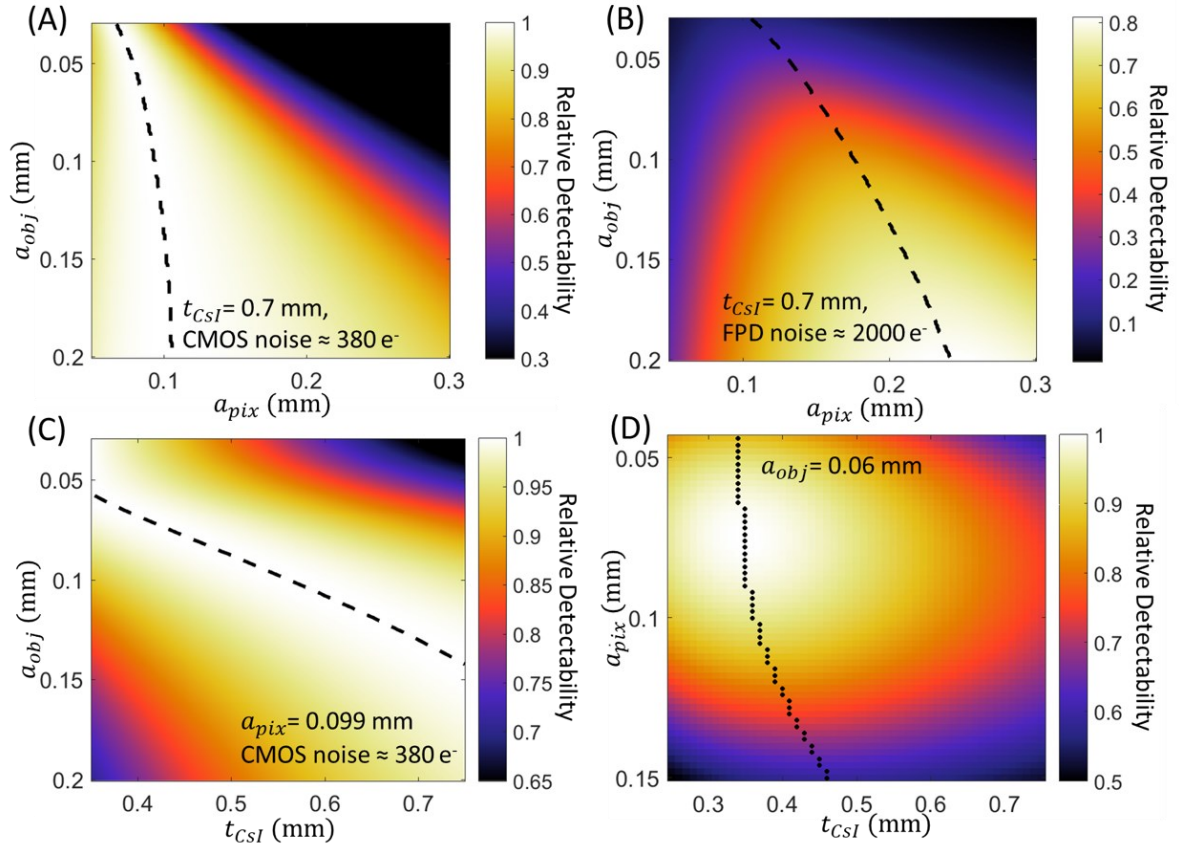 (A)
0.05
0.1
0.15
0.2
a_obj (mm)
t_CsI = 0.7 mm,
CMOS noise ≈ 380 e-
0.1
0.2
0.3
a_pix (mm)
1
0.9
0.8
0.7
0.6
0.5
0.4
0.3
Relative Detectability
(B)
0.05
0.1
0.15
0.2
a_obj (mm)
t_CsI = 0.7 mm,
FPD noise ≈ 2000 e-
0.1
0.2
0.3
a_pix (mm)
0.8
0.7
0.6
0.5
0.4
0.3
0.2
0.1
Relative Detectability
(C)
0.05
0.1
0.15
0.2
a_obj (mm)
a_pix = 0.099 mm
CMOS noise ≈ 380 e-
0.4
0.5
0.6
0.7
t_CsI (mm)
1
0.95
0.9
0.85
0.8
0.75
0.7
0.65
Relative Detectability
(D)
a_obj = 0.06 mm
0.05
0.1
0.15
a_pix (mm)
0.3
0.4
0.5
0.6
0.7
t_CsI (mm)
1
0.9
0.8
0.7
0.6
0.5
Relative Detectability